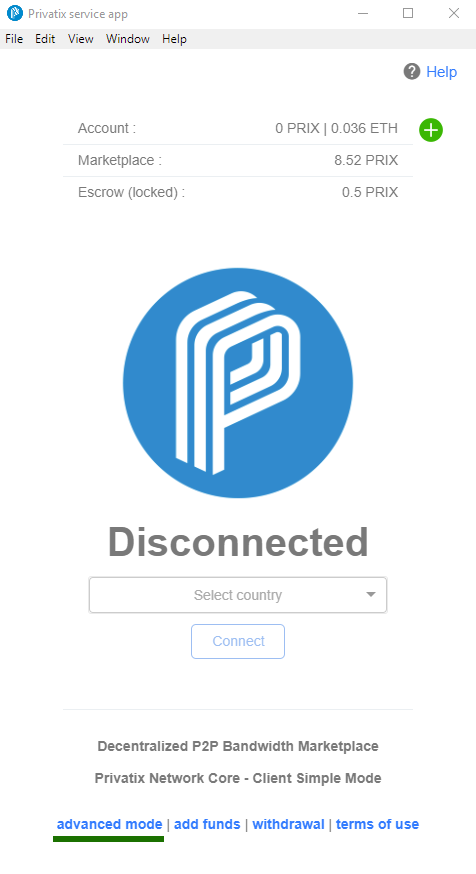 Privatix service app
File Edit View Window Help
Help
Account : 0 PRIX | 0.036 ETH
Marketplace : 8.52 PRIX
Escrow (locked) : 0.5 PRIX
Disconnected
Select country
Connect
Decentralized P2P Bandwidth Marketplace
Privatix Network Core - Client Simple Mode
advanced mode | add funds | withdrawal | terms of use